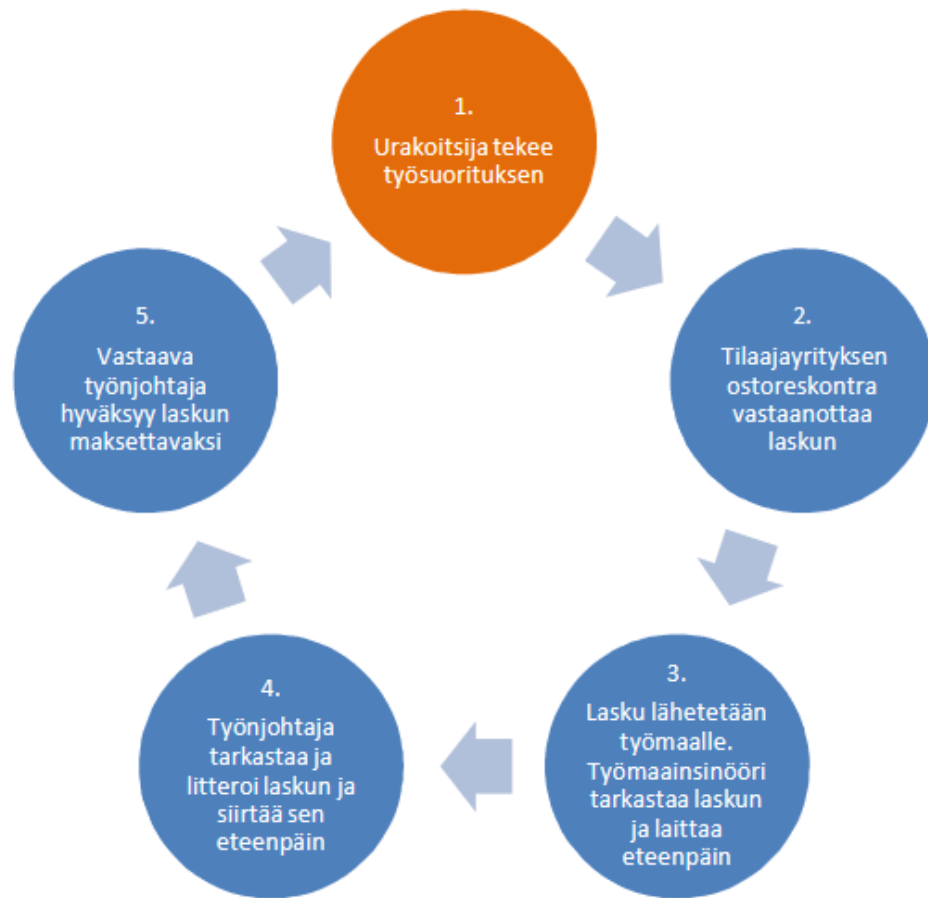 1.
Urakoitsija tekee
työsuorituksen
2.
Tilaajayrityksen
ostoreskontra
vastaanottaa
laskun
3.
Lasku lähetetään
työmaalle.
Työmaainsinööri
tarkastaa laskun
ja laittaa
eteenpäin
4.
Työnjohtaja
tarkastaa ja
litteroi laskun ja
siirtää sen
eteenpäin
5.
Vastaava
työnjohtaja
hyväksyy laskun
maksettavaksi